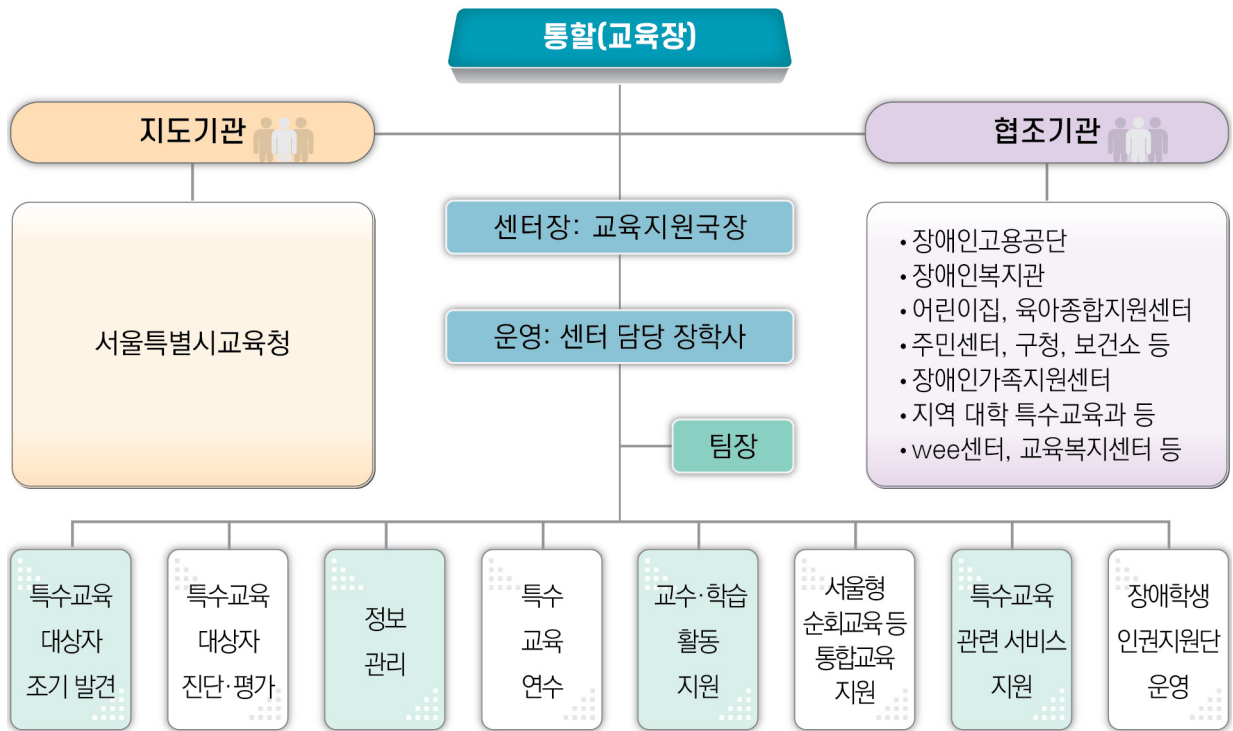 통할(교육장)
지도기관
협조기관
서울특별시교육청
센터장: 교육지원국장
운영: 센터 담당 장학사
팀장
• 장애인고용공단
• 장애인복지관
• 어린이집, 육아종합지원센터
• 주민센터, 구청, 보건소 등
• 장애인가족지원센터
• 지역 대학 특수교육과 등
• wee센터, 교육복지센터 등
특수교육
대상자
조기 발견
특수교육
대상자
진단·평가
정보
관리
특수
교육
연수
교수·학습
활동
지원
서울형
순회교육 등
통합교육
지원
특수교육
관련 서비스
지원
장애학생
인권지원단
운영